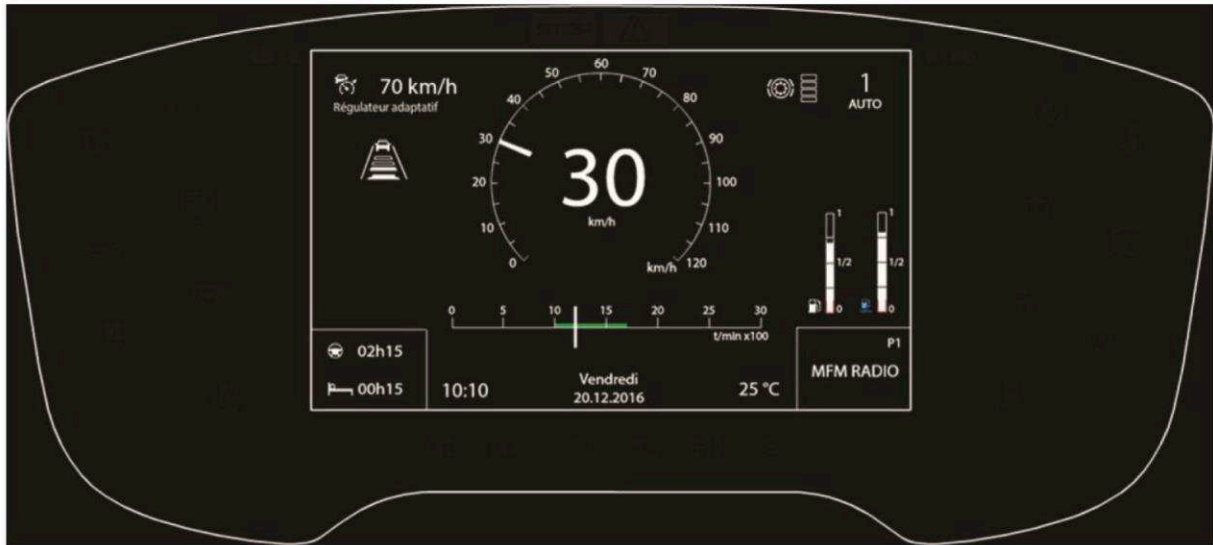 STOP
70 km/h
Régulateur adaptatif
1
AUTO
0
10
20
30
40
50
60
70
80
90
100
110
120
km/h
30
km/h
1
1/2
0
1
1/2
0
0
5
10
15
20
25
30
t/min x100
02h15
00h15
10:10
Vendredi
20.12.2016
25 °C
P1
MFM RADIO